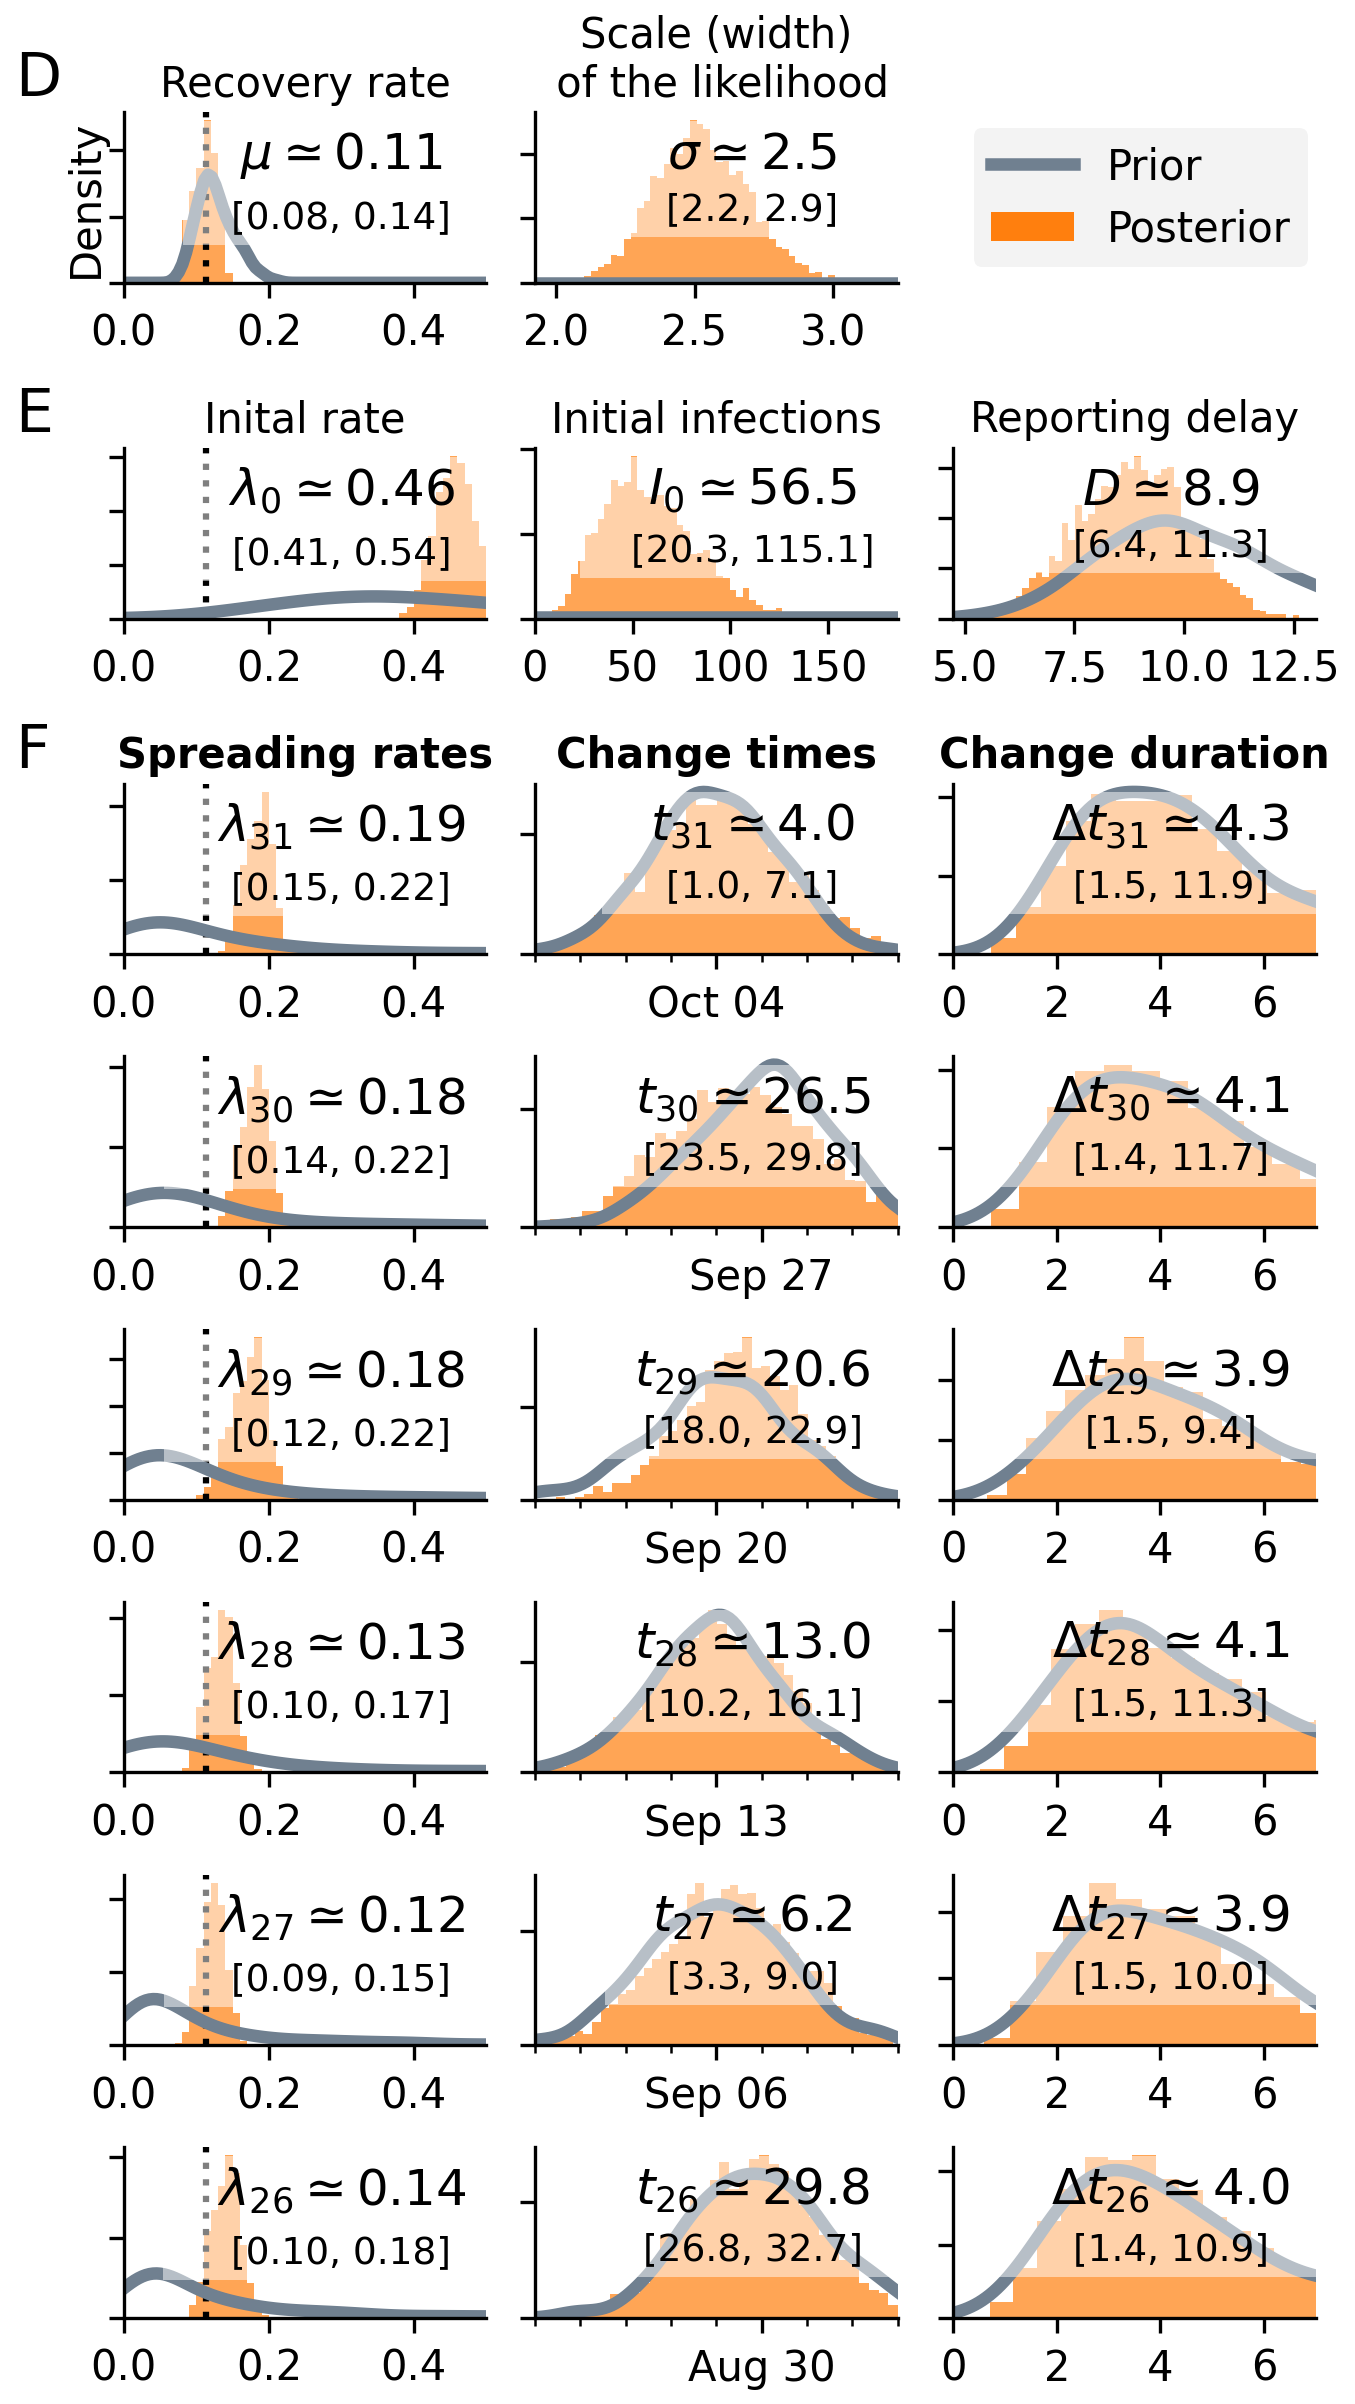 D
Recovery rate
Scale (width)
of the likelihood
Density
μ ≃ 0.11
[0.08, 0.14]
0.0 0.2 0.4
σ ≃ 2.5
[2.2, 2.9]
2.0 2.5 3.0
Prior
Posterior
E
Inital rate
λ0 ≃ 0.46
[0.41, 0.54]
0.0 0.2 0.4
Initial infections
I0 ≃ 56.5
[20.3, 115.1]
0 50 100 150
Reporting delay
D ≃ 8.9
[6.4, 11.3]
5.0 7.5 10.0 12.5
F
Spreading rates
Change times
Change duration
λ31 ≃ 0.19
[0.15, 0.22]
0.0 0.2 0.4
t31 ≃ 4.0
[1.0, 7.1]
Oct 04
Δt31 ≃ 4.3
[1.5, 11.9]
0 2 4 6
λ30 ≃ 0.18
[0.14, 0.22]
0.0 0.2 0.4
t30 ≃ 26.5
[23.5, 29.8]
Sep 27
Δt30 ≃ 4.1
[1.4, 11.7]
0 2 4 6
λ29 ≃ 0.18
[0.12, 0.22]
0.0 0.2 0.4
t29 ≃ 20.6
[18.0, 22.9]
Sep 20
Δt29 ≃ 3.9
[1.5, 9.4]
0 2 4 6
λ28 ≃ 0.13
[0.10, 0.17]
0.0 0.2 0.4
t28 ≃ 13.0
[10.2, 16.1]
Sep 13
Δt28 ≃ 4.1
[1.5, 11.3]
0 2 4 6
λ27 ≃ 0.12
[0.09, 0.15]
0.0 0.2 0.4
t27 ≃ 6.2
[3.3, 9.0]
Sep 06
Δt27 ≃ 3.9
[1.5, 10.0]
0 2 4 6
λ26 ≃ 0.14
[0.10, 0.18]
0.0 0.2 0.4
t26 ≃ 29.8
[26.8, 32.7]
Aug 30
Δt26 ≃ 4.0
[1.4, 10.9]
0 2 4 6